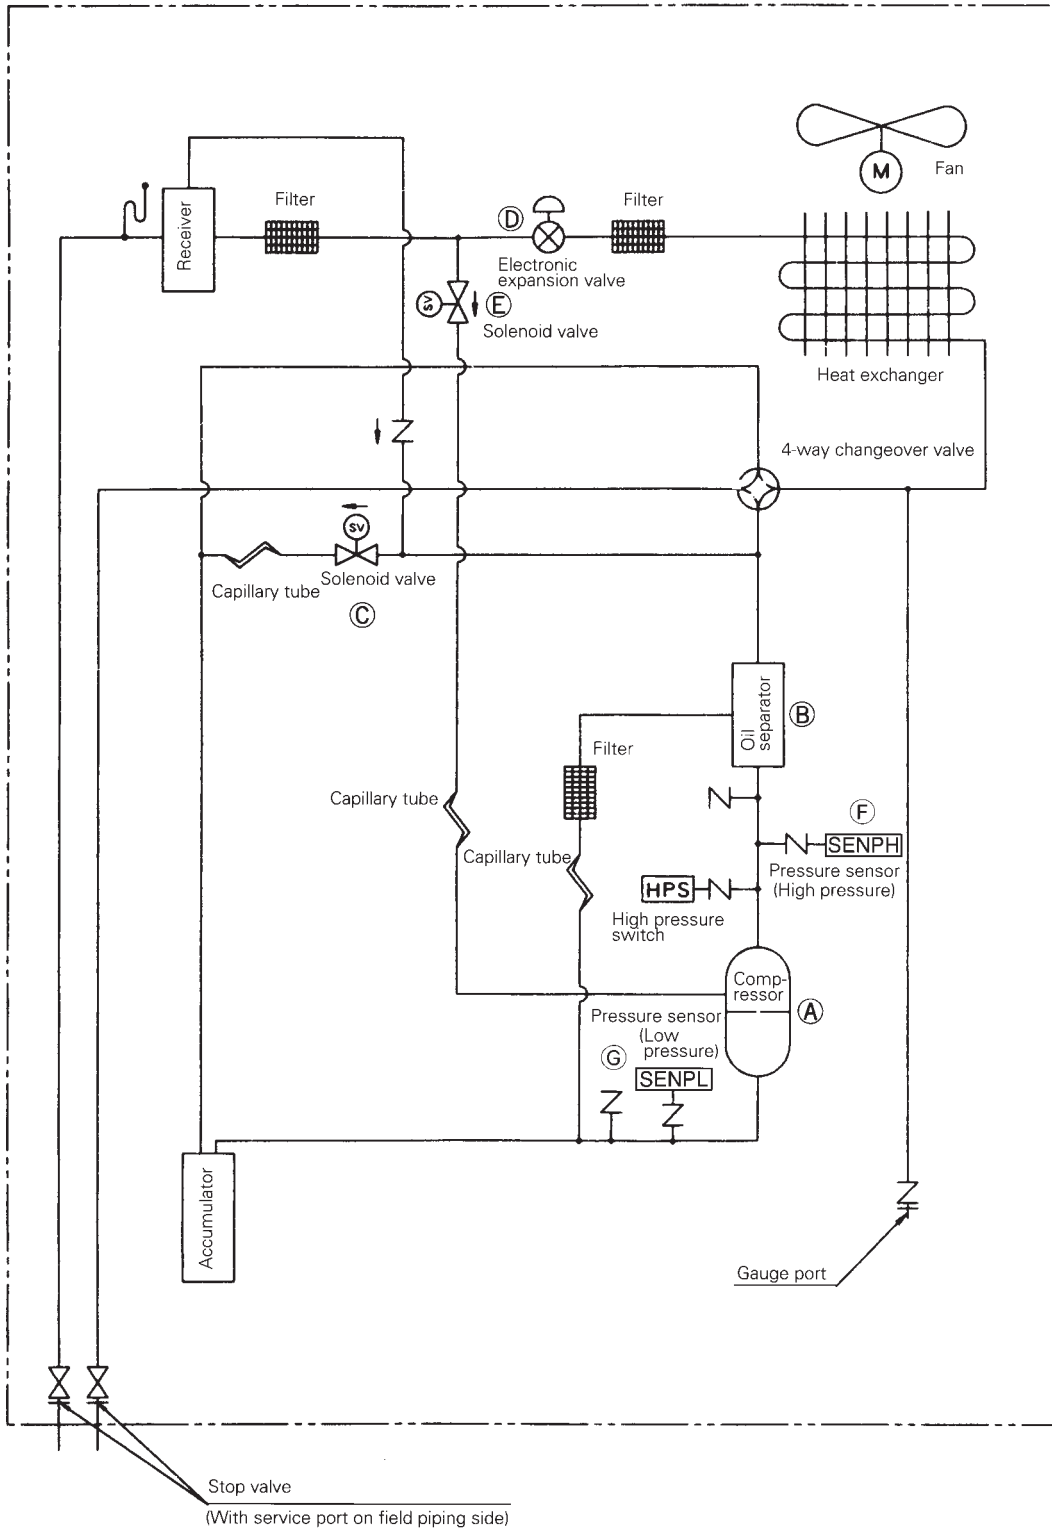 M
Fan
Receiver
Filter
D
Filter
Electronic
expansion valve
SV
E
Solenoid valve
Heat exchanger
4-way changeover valve
SV
Solenoid valve
Capillary tube
C
Oil
separator
B
Filter
Capillary tube
Capillary tube
F
SENPH
Pressure sensor
(High pressure)
HPS
High pressure
switch
Comp-
ressor
A
Pressure sensor
(Low
pressure)
G
SENPL
Accumulator
Gauge port
Stop valve
(With service port on field piping side)